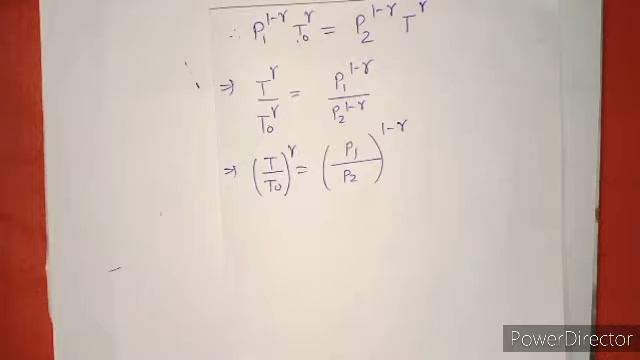 ∴ P₁^{1-γ} T₀^γ = P₂^{1-γ} T^γ
⇒ T^γ / T₀^γ = P₁^{1-γ} / P₂^{1-γ}
⇒ (T/T₀)^γ = (P₁/P₂)^{1-γ}
PowerDirector